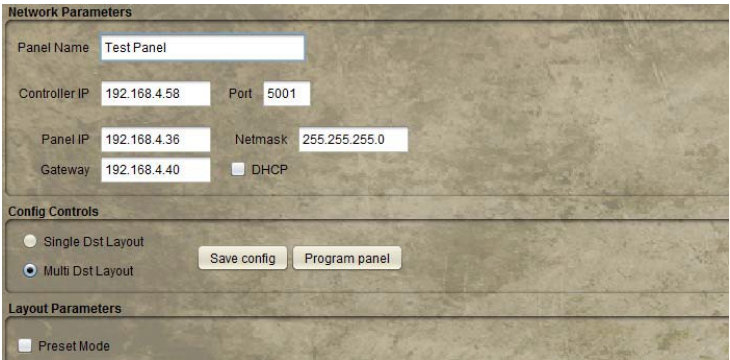 Network Parameters
Panel Name Test Panel
Controller IP 192.168.4.58 Port 5001
Panel IP 192.168.4.36 Netmask 255.255.255.0
Gateway 192.168.4.40 DHCP
Config Controls
Single Dst Layout
Save config Program panel
Multi Dst Layout
Layout Parameters
Preset Mode